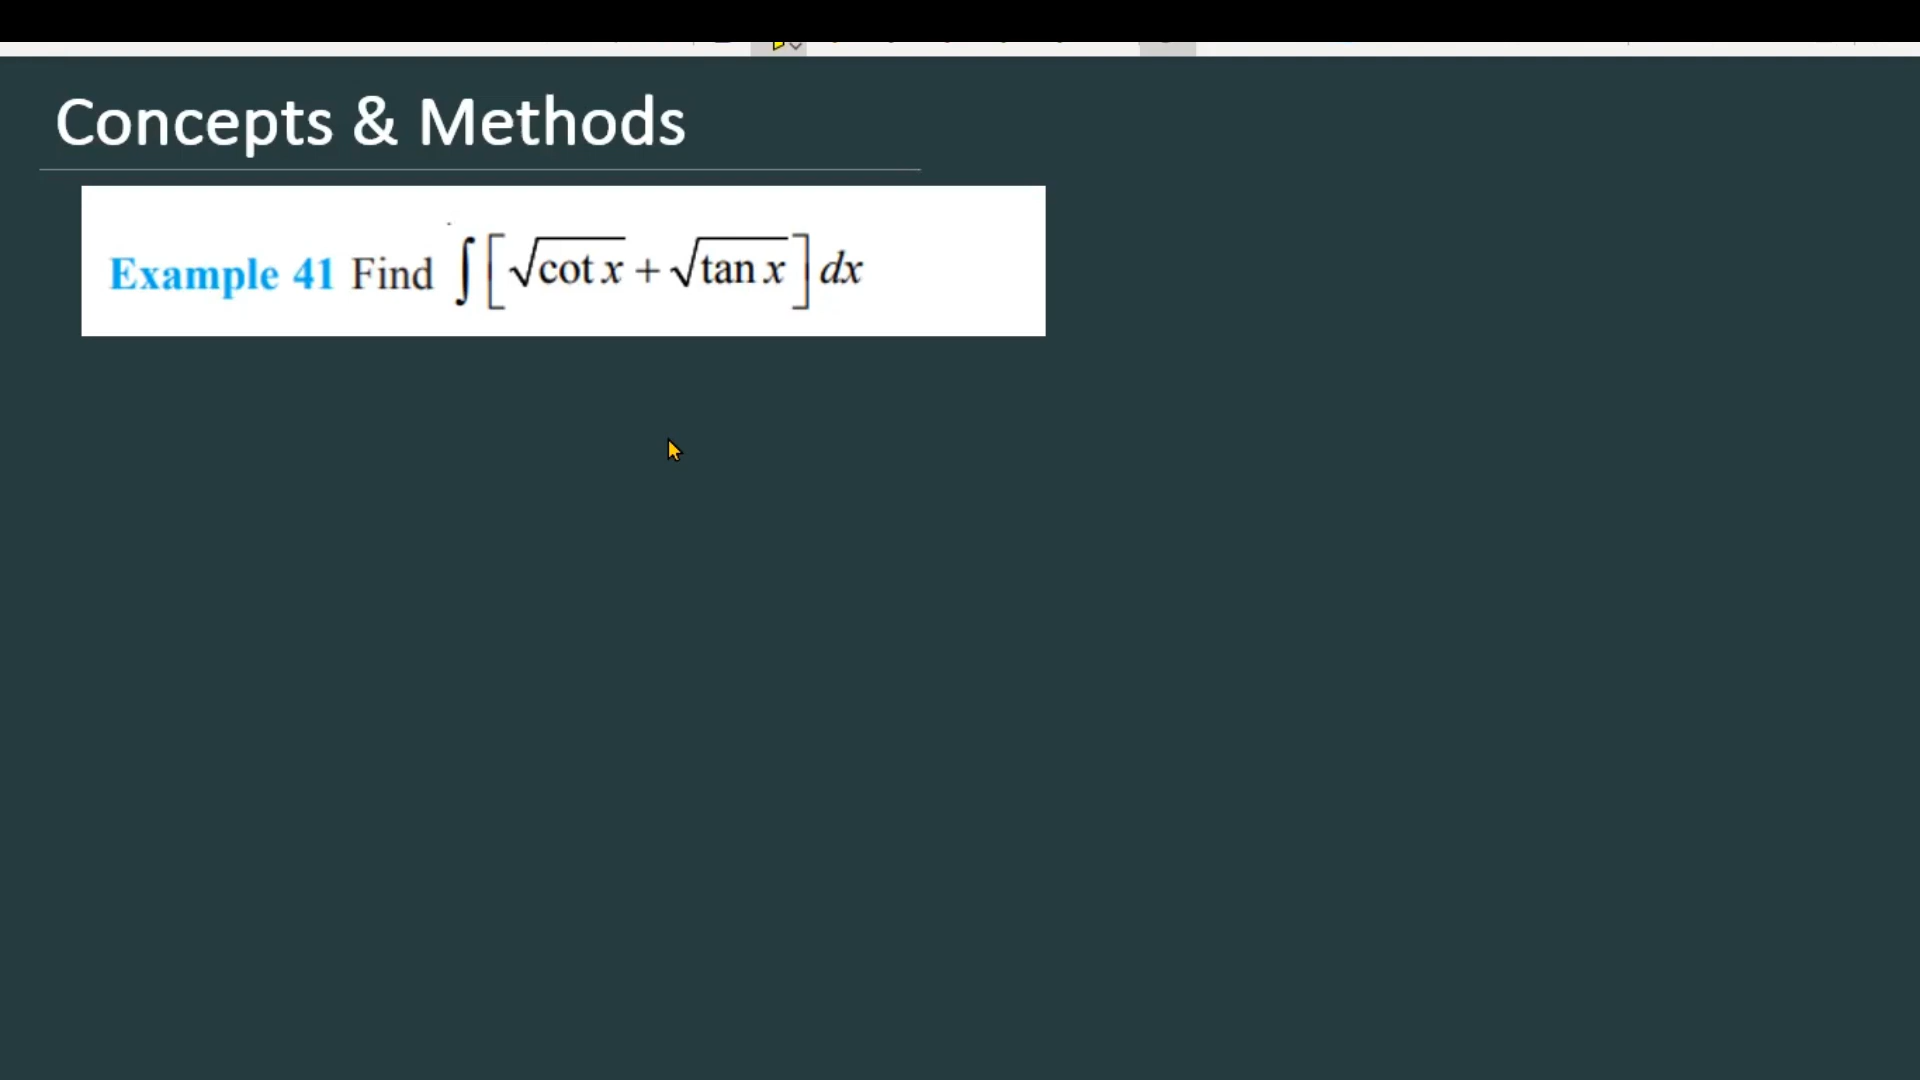 Concepts & Methods
Example 41 Find ∫[√cot x + √tan x] dx